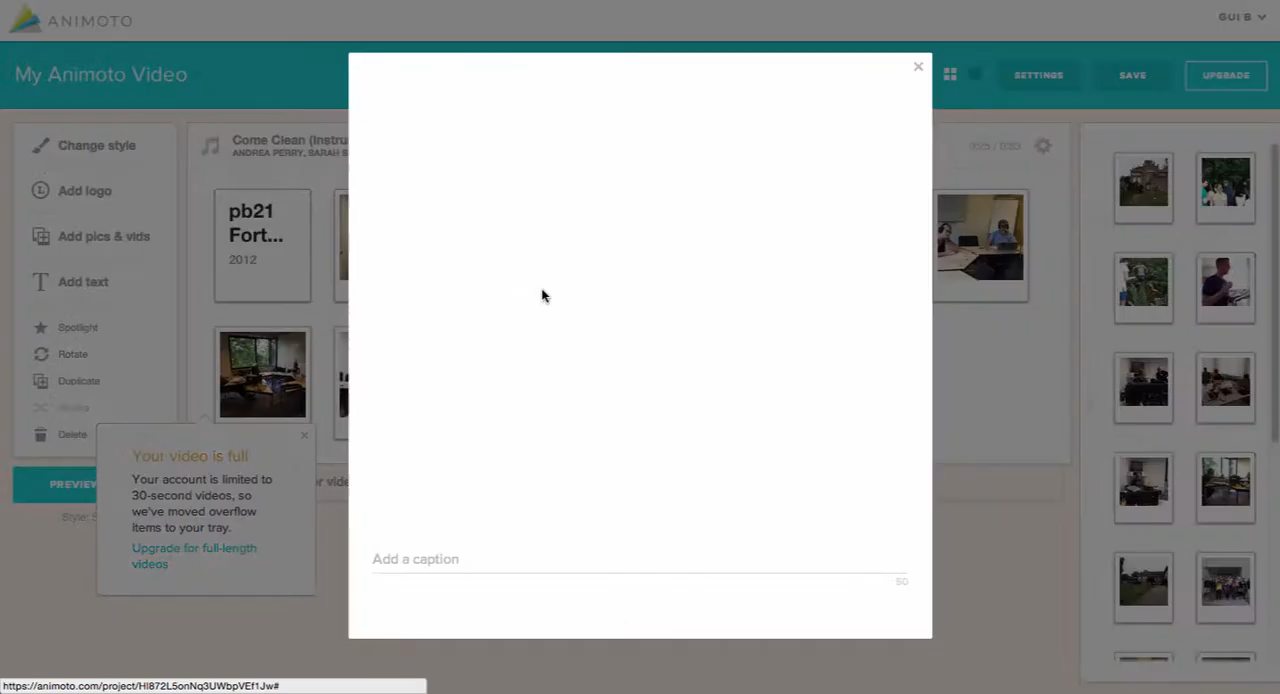 ANIMOTO
GUI B
My Animoto Video
SETTINGS
SAVE
UPGRADE
Change style
Add logo
Add pics & vids
Add text
Spotlight
Rotate
Duplicate
Delete
PREVIEW
Come Clean (Instru
ANDREA PERRY, SARAH S
pb21
Fort...
2012
Your video is full
Your account is limited to
30-second videos, so
we've moved overflow
items to your tray.
Upgrade for full-length
videos
Add a caption
50
https://animoto.com/project/HI872L5onNq3UWbpVEf1Jw#